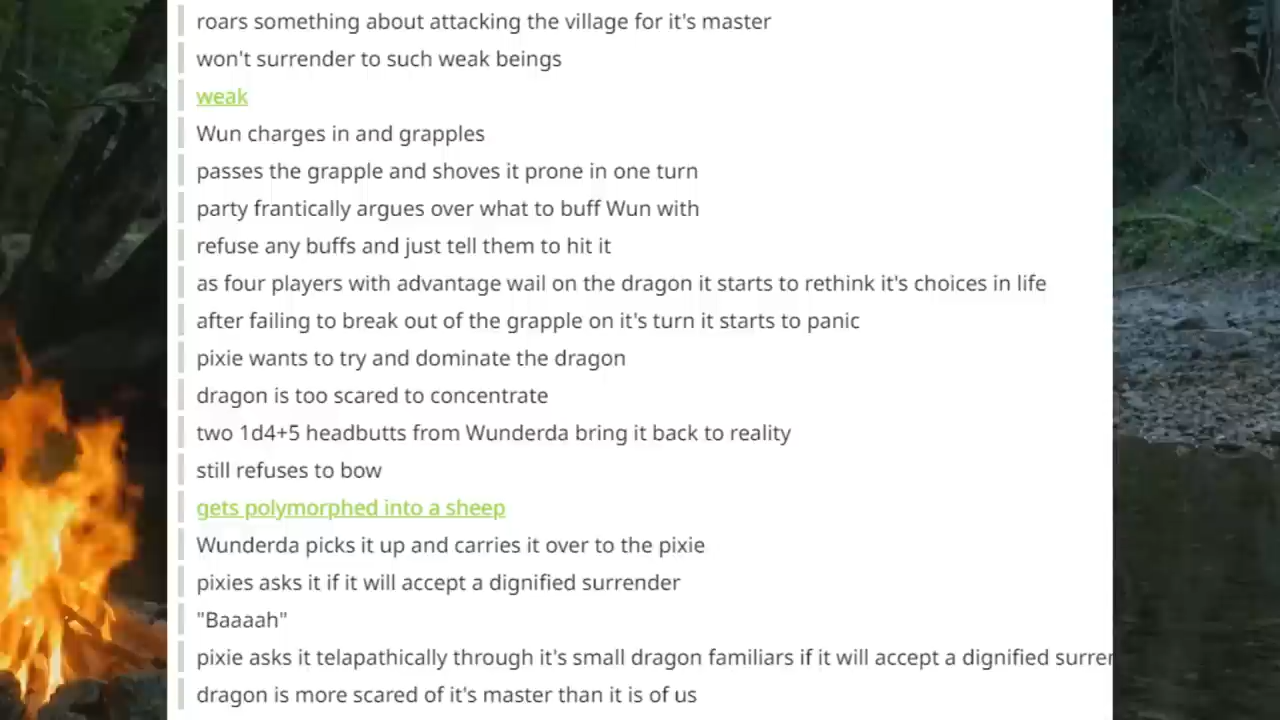 roars something about attacking the village for it's master
won't surrender to such weak beings
weak
Wun charges in and grapples
passes the grapple and shoves it prone in one turn
party frantically argues over what to buff Wun with
refuse any buffs and just tell them to hit it
as four players with advantage wail on the dragon it starts to rethink it's choices in life
after failing to break out of the grapple on it's turn it starts to panic
pixie wants to try and dominate the dragon
dragon is too scared to concentrate
two 1d4+5 headbutts from Wunderda bring it back to reality
still refuses to bow
gets polymorphed into a sheep
Wunderda picks it up and carries it over to the pixie
pixies asks it if it will accept a dignified surrender
"Baaaah"
pixie asks it telapathically through it's small dragon familiars if it will accept a dignified surrer
dragon is more scared of it's master than it is of us